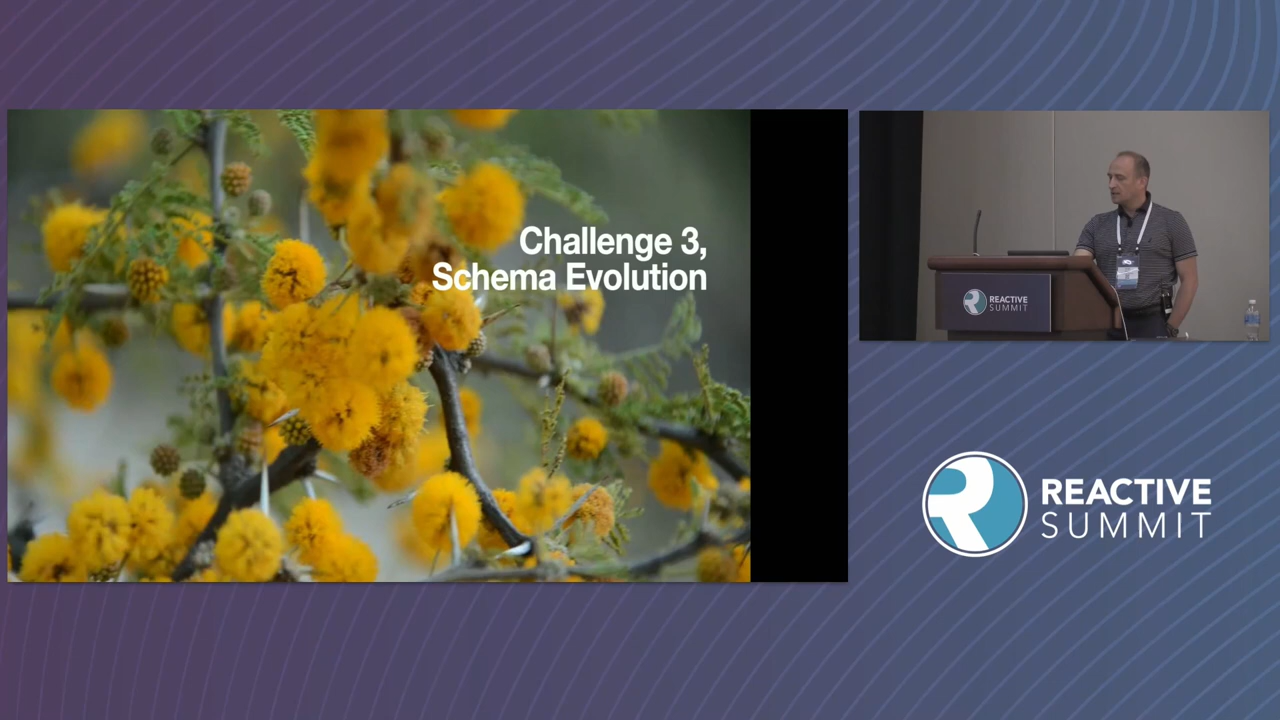 Challenge 3,
Schema Evolution
REACTIVE
SUMMIT
REACTIVE
SUMMIT